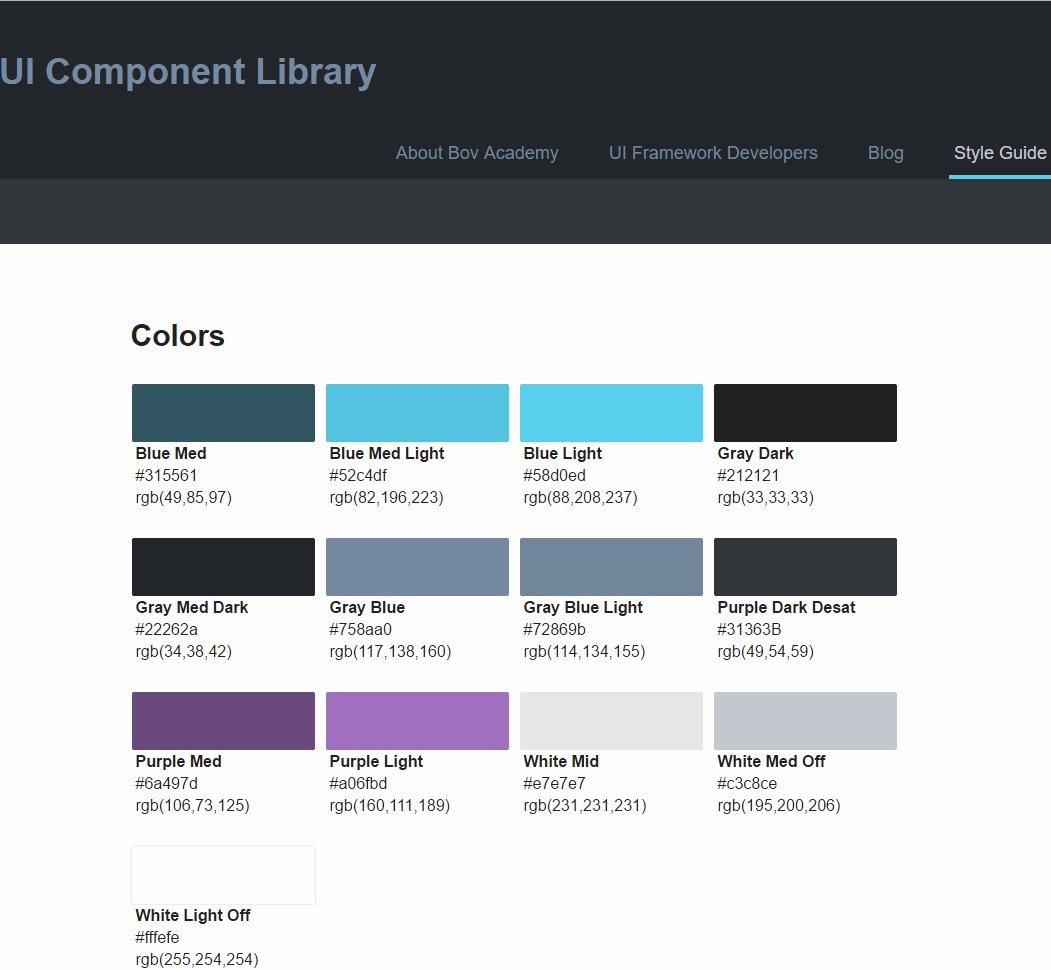 UI Component Library
About Bov Academy UI Framework Developers Blog Style Guide
Colors
Blue Med Blue Med Light Blue Light Gray Dark
#315561 #52c4df #58d0ed #212121
rgb(49,85,97) rgb(82,196,223) rgb(88,208,237) rgb(33,33,33)
Gray Med Dark Gray Blue Gray Blue Light Purple Dark Desat
#22262a #758aa0 #72869b #31363B
rgb(34,38,42) rgb(117,138,160) rgb(114,134,155) rgb(49,54,59)
Purple Med Purple Light White Mid White Med Off
#6a497d #a06fbd #e7e7e7 #c3c8ce
rgb(106,73,125) rgb(160,111,189) rgb(231,231,231) rgb(195,200,206)
White Light Off
#fffefe
rgb(255,254,254)